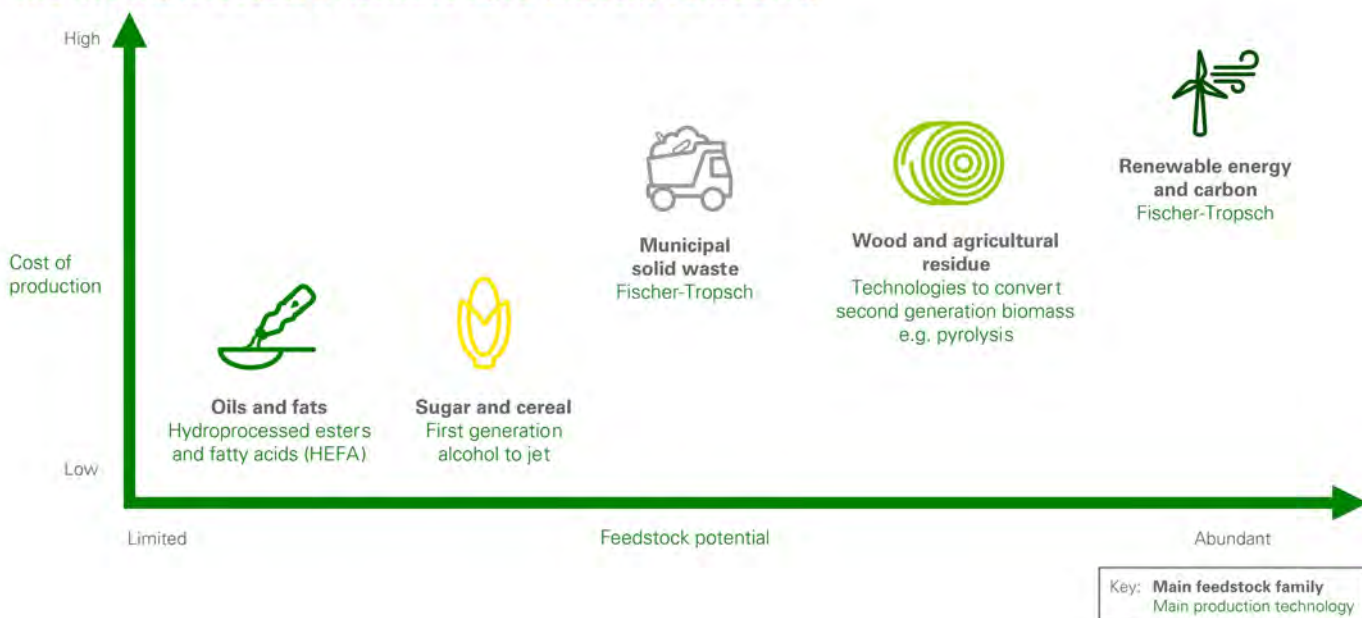 High
Renewable energy
and carbon
Fischer-Tropsch
Municipal
solid waste
Fischer-Tropsch
Wood and agricultural
residue
Technologies to convert
second generation biomass
e.g. pyrolysis
Cost of
production
Oils and fats
Hydroprocessed esters
and fatty acids (HEFA)
Sugar and cereal
First generation
alcohol to jet
Low
Limited
Feedstock potential
Abundant
Key: Main feedstock family
Main production technology